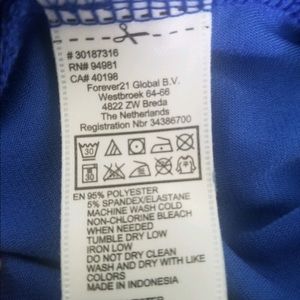 # 30187316
RN# 94981
CA# 40198
Forever21 Global B.V.
Westbroek 64-66
4822 ZW Breda
The Netherlands
Registration Nbr 34386700
30 30
EN 95% POLYESTER
5% SPANDEX/ELASTANE
MACHINE WASH COLD
NON-CHLORINE BLEACH
WHEN NEEDED
TUMBLE DRY LOW
IRON LOW
DO NOT DRY CLEAN
WASH AND DRY WITH LIKE
COLORS
MADE IN INDONESIA